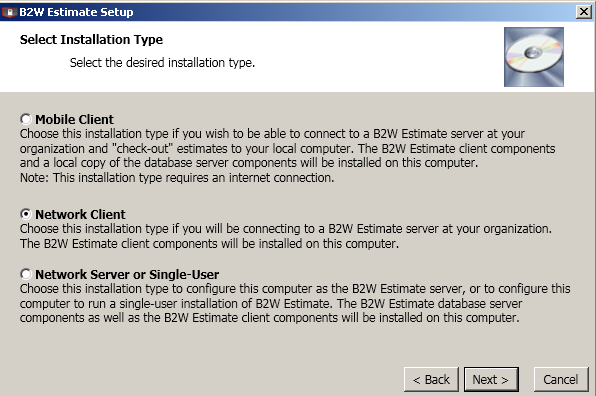 B2W Estimate Setup
Select Installation Type
Select the desired installation type.
Mobile Client
Choose this installation type if you wish to be able to connect to a B2W Estimate server at your
organization and "check-out" estimates to your local computer. The B2W Estimate client components
and a local copy of the database server components will be installed on this computer.
Note: This installation type requires an internet connection.
Network Client
Choose this installation type if you will be connecting to a B2W Estimate server at your organization.
The B2W Estimate client components will be installed on this computer.
Network Server or Single-User
Choose this installation type to configure this computer as the B2W Estimate server, or to configure this
computer to run a single-user installation of B2W Estimate. The B2W Estimate database server
components as well as the B2W Estimate client components will be installed on this computer.
< Back Next > Cancel